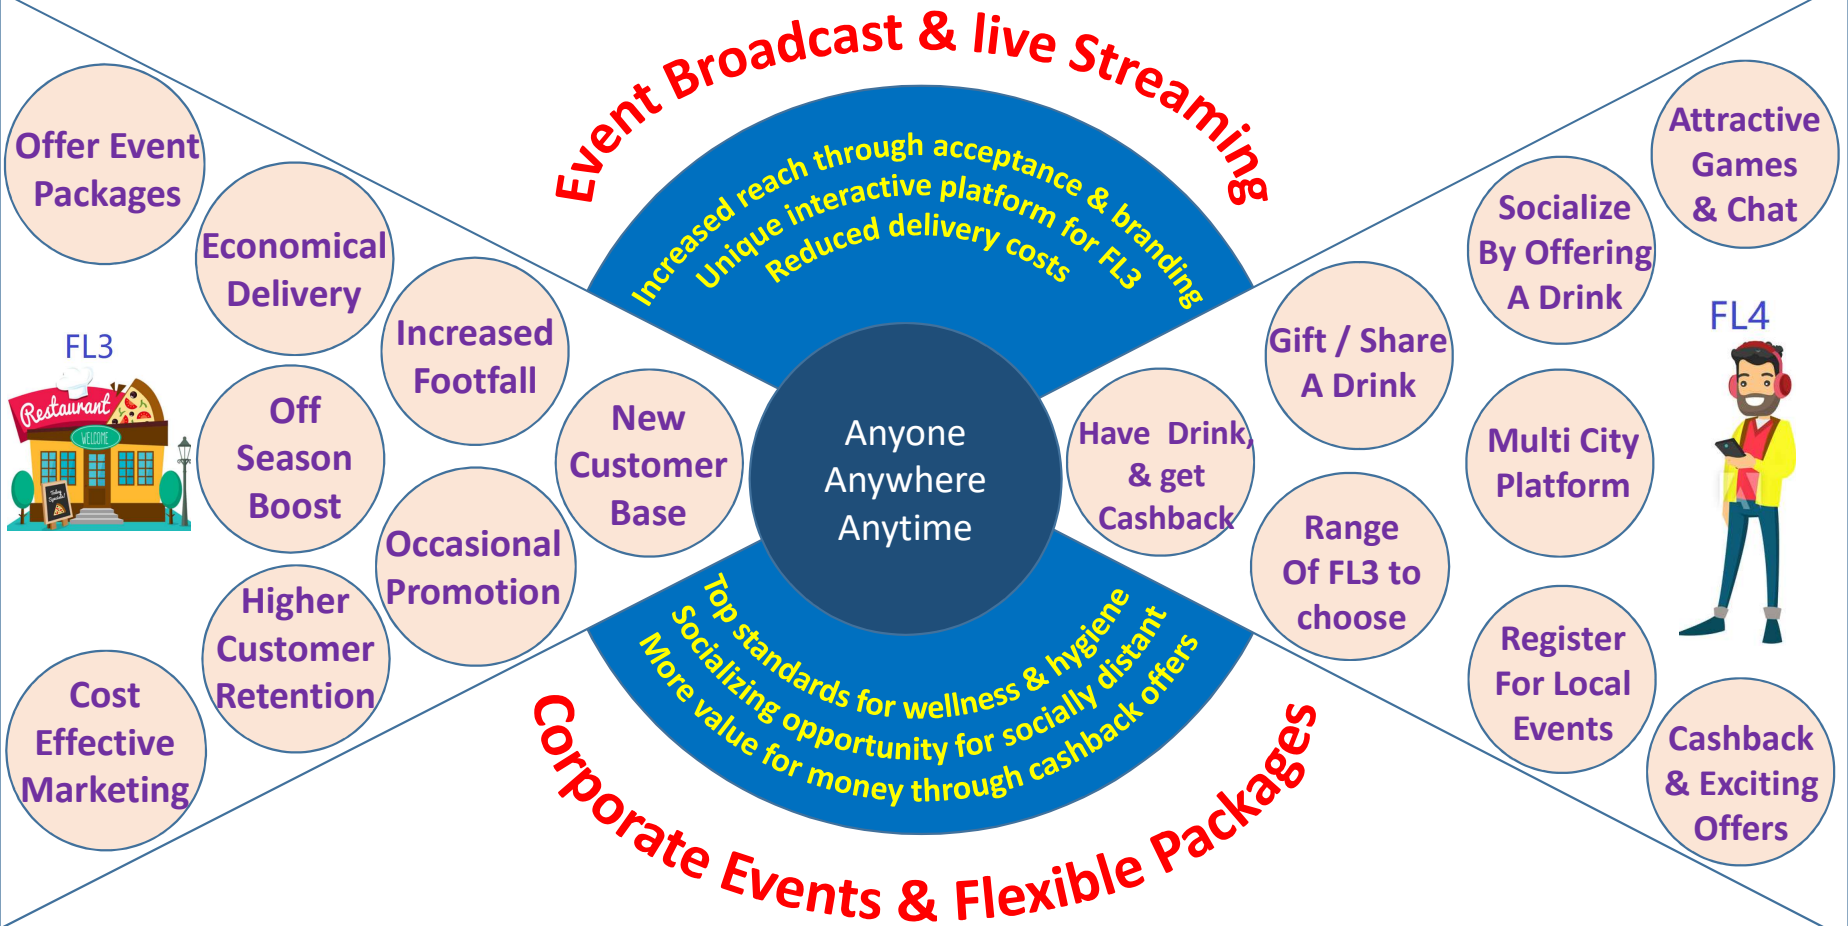 Event Broadcast & live Streaming
Increased reach through acceptance & branding
Unique interactive platform for FL3
Reduced delivery costs
Offer Event
Packages
Economical
Delivery
Increased
Footfall
FL3
Restaurant
WELCOME
Off
Season
Boost
New
Customer
Base
Occasional
Promotion
Higher
Customer
Retention
Cost
Effective
Marketing
Anyone
Anywhere
Anytime
Attractive
Games
& Chat
Socialize
By Offering
A Drink
Gift / Share
A Drink
FL4
Have Drink,
& get
Cashback
Multi City
Platform
Range
Of FL3 to
choose
Register
For Local
Events
Cashback
& Exciting
Offers
Top standards for wellness & hygiene
Socializing opportunity for socially distant
More value for money through cashback offers
Corporate Events & Flexible Packages